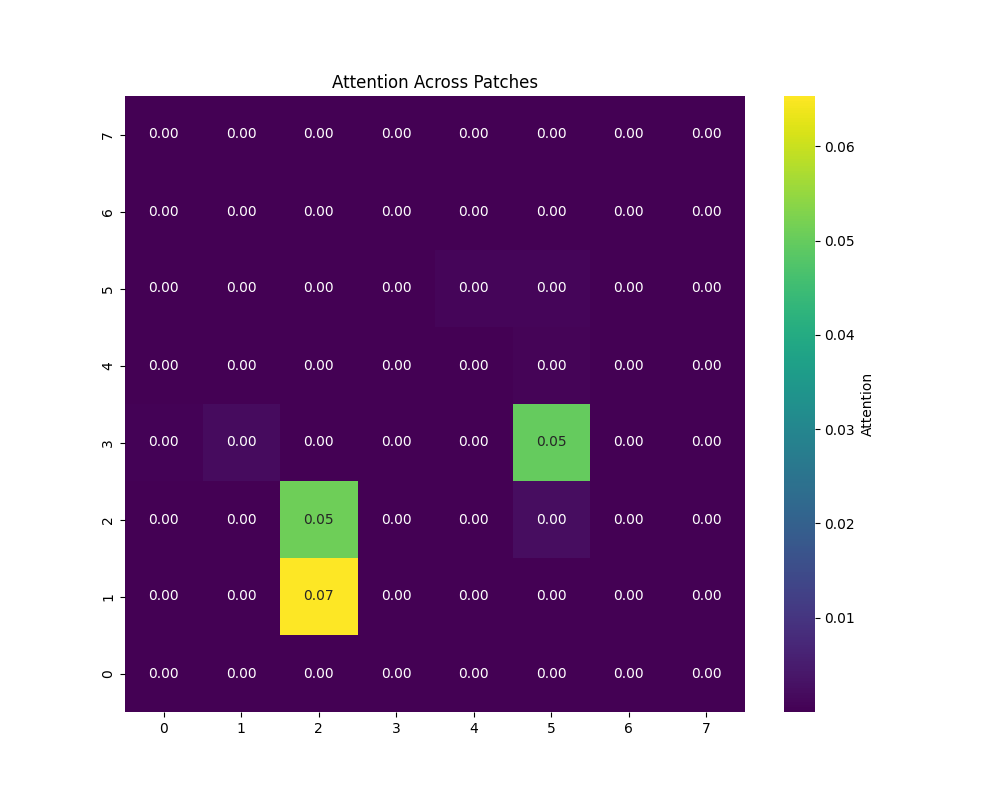 Attention Across Patches
7 0.00 0.00 0.00 0.00 0.00 0.00 0.00 0.00
6 0.00 0.00 0.00 0.00 0.00 0.00 0.00 0.00
5 0.00 0.00 0.00 0.00 0.00 0.00 0.00 0.00
4 0.00 0.00 0.00 0.00 0.00 0.00 0.00 0.00
3 0.00 0.00 0.00 0.00 0.00 0.05 0.00 0.00
2 0.00 0.00 0.05 0.00 0.00 0.00 0.00 0.00
1 0.00 0.00 0.07 0.00 0.00 0.00 0.00 0.00
0 0.00 0.00 0.00 0.00 0.00 0.00 0.00 0.00
0 1 2 3 4 5 6 7
0.06
0.05
0.04
0.03
0.02
0.01
Attention